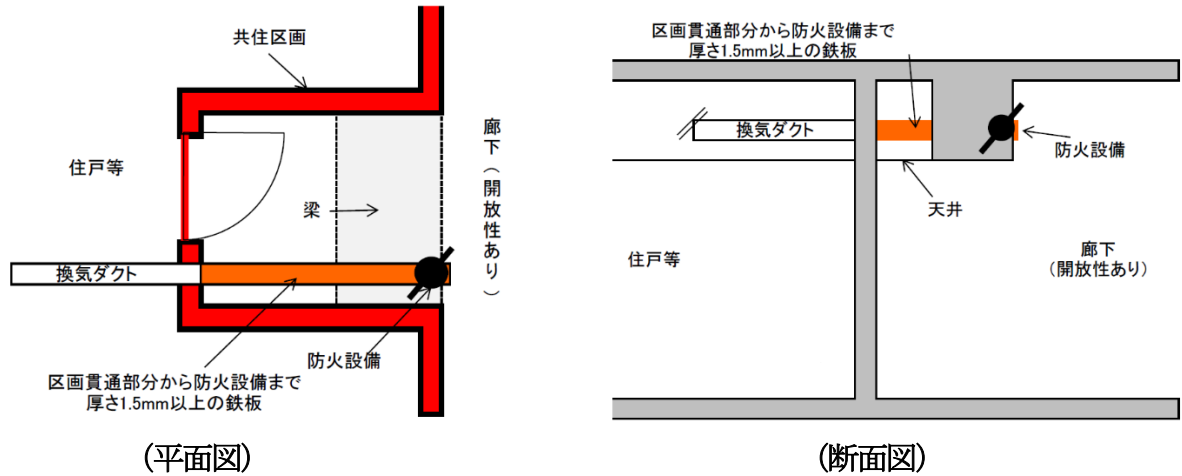 共住区画
住戸等
梁
廊下（開放性あり）
換気ダクト
防火設備
区画貫通部分から防火設備まで
厚さ1.5mm以上の鉄板
（平面図）
区画貫通部分から防火設備まで
厚さ1.5mm以上の鉄板
換気ダクト
防火設備
天井
住戸等
廊下
（開放性あり）
（断面図）